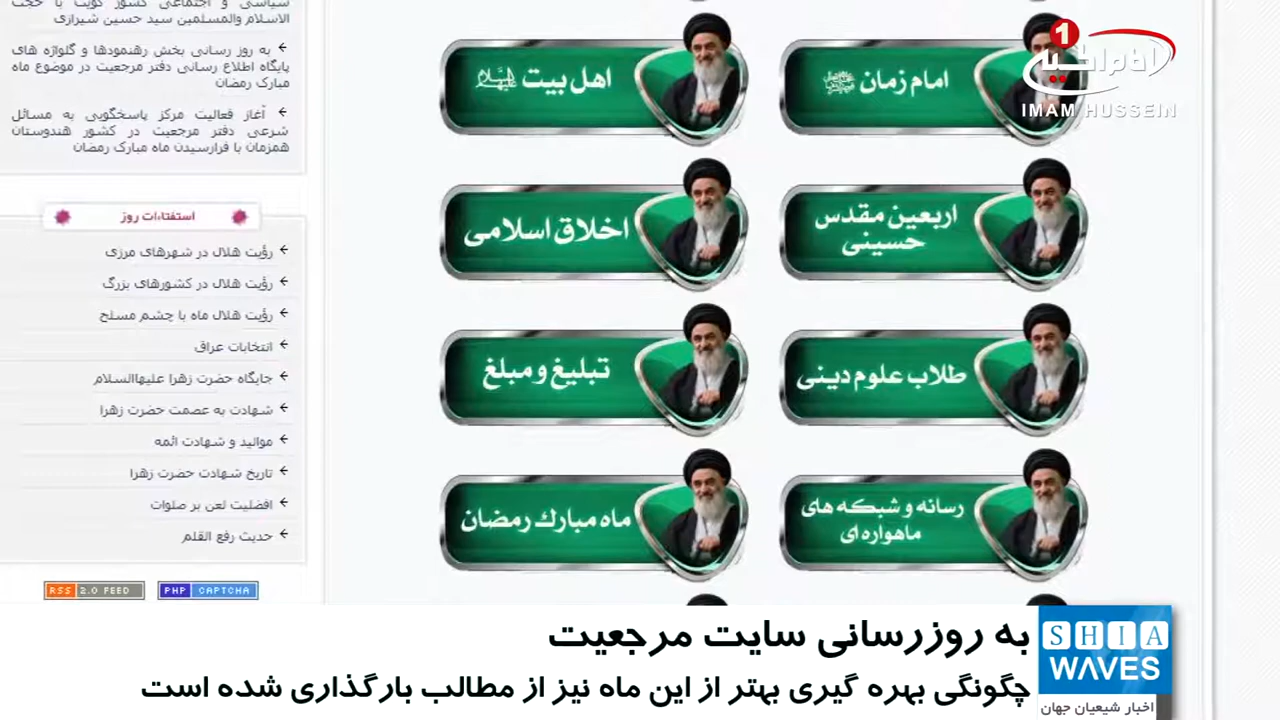 سیاسی و اجتماعی کشور کویت با حجت
الاسلام والمسلمین سید حسین شیرازی
به روز رسانی بخش رهنمودها و گلواژه های
پایگاه اطلاع رسانی دفتر مرجعیت در موضوع ماه
مبارک رمضان
آغاز فعالیت مرکز پاسخگویی به مسائل
شرعی دفتر مرجعیت در کشور هندوستان
همزمان با فرارسیدن ماه مبارک رمضان
استفتاءات روز
رؤیت هلال در شهرهای مرزی
رؤیت هلال در کشورهای بزرگ
رؤیت هلال ماه با چشم مسلح
انتخابات عراق
جایگاه حضرت زهرا علیهاالسلام
شهادت به عصمت حضرت زهرا
موالید و شهادت ائمه
تاریخ شهادت حضرت زهرا
افضلیت لعن بر صلوات
حدیث رفع القلم
RSS 2.0 FEED
PHP CAPTCHA
1
امام حسین
IMAM HUSSEIN
امام زمان
اهل بیت
اربعین مقدس
حسینی
اخلاق اسلامی
طلاب علوم دینی
تبلیغ و مبلغ
رسانه و شبکه های
ماهواره ای
ماه مبارک رمضان
SHIA
WAVES
اخبار شیعیان جهان
به روزرسانی سایت مرجعیت
چگونگی بهره گیری بهتر از این ماه نیز از مطالب بارگذاری شده است